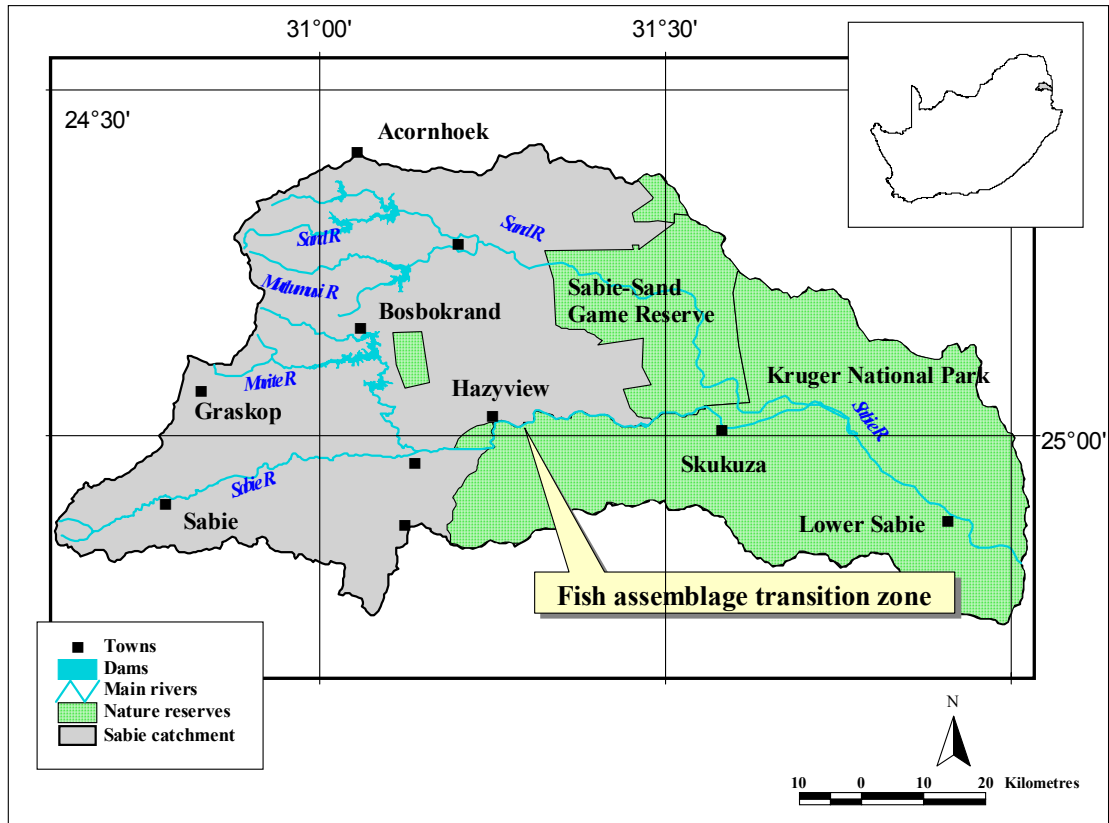 31°00'
31°30'
24°30'
Acornhoek
Sand R
Sand R
Mutlumuvi R
Sabie-Sand
Game Reserve
Bosbokrand
Kruger National Park
Marite R
Hazyview
Graskop
Sabie R
25°00'
Skukuza
Sabie R
Sabie
Lower Sabie
Fish assemblage transition zone
Towns
Dams
Main rivers
Nature reserves
Sabie catchment
N
10 0 10 20 Kilometres